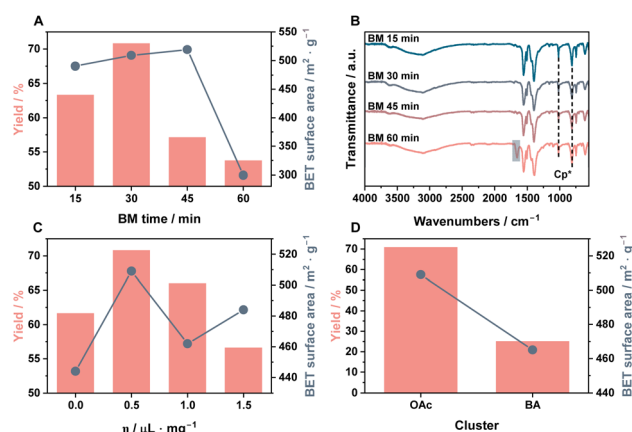 A
Yield / %
70
65
60
55
50
15
30
45
60
BM time / min
550
500
450
400
350
300
BET surface area / m² · g⁻¹
B
Transmittance / a.u.
BM 15 min
BM 30 min
BM 45 min
BM 60 min
Cp*
4000
3000
2000
1000
Wavenumbers / cm⁻¹
C
Yield / %
75
70
65
60
55
50
0.0
0.5
1.0
1.5
η / μL · mg⁻¹
520
500
480
460
440
BET surface area / m² · g⁻¹
D
Yield / %
80
70
60
50
40
30
20
10
0
OAc
BA
Cluster
520
500
480
460
440
BET surface area / m² · g⁻¹